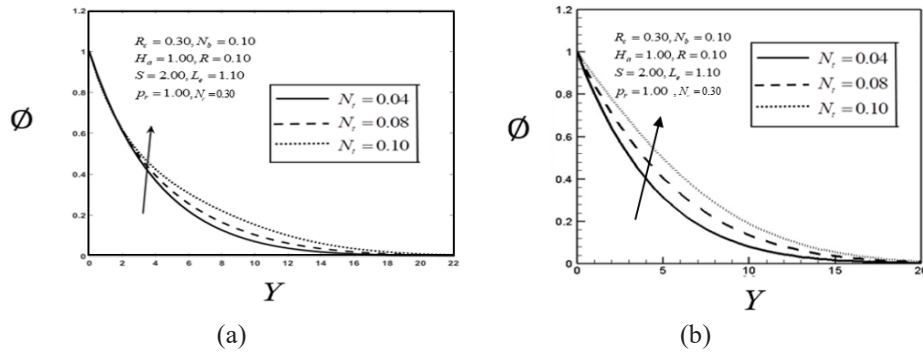 1.2
R_c = 0.30, N_b = 0.10
H_a = 1.00, R = 0.10
S = 2.00, L_e = 1.10
p_r = 1.00, N_r = 0.30
N_t = 0.04
N_t = 0.08
N_t = 0.10
1
0.8
0.6
0.4
0.2
0
Ø
0 2 4 6 8 10 12 14 16 18 20 22
Y
(a)
1.2
R_c = 0.30, N_b = 0.10
H_a = 1.00, R = 0.10
S = 2.00, L_e = 1.10
p_r = 1.00 , N_r = 0.30
N_t = 0.04
N_t = 0.08
N_t = 0.10
1
0.8
0.6
0.4
0.2
0
Ø
0 5 10 15 20
Y
(b)